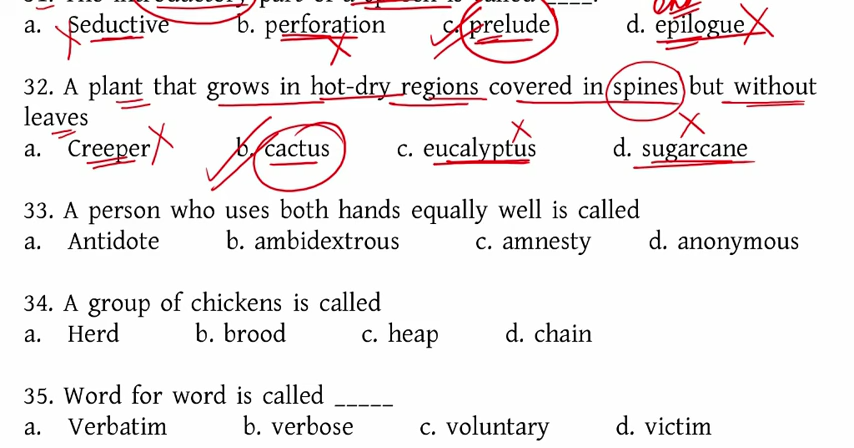 a. Seductive b. perforation c. prelude d. epilogue
32. A plant that grows in hot-dry regions covered in spines but without
leaves
a. Creeper b. cactus c. eucalyptus d. sugarcane
33. A person who uses both hands equally well is called
a. Antidote b. ambidextrous c. amnesty d. anonymous
34. A group of chickens is called
a. Herd b. brood c. heap d. chain
35. Word for word is called _____
a. Verbatim b. verbose c. voluntary d. victim